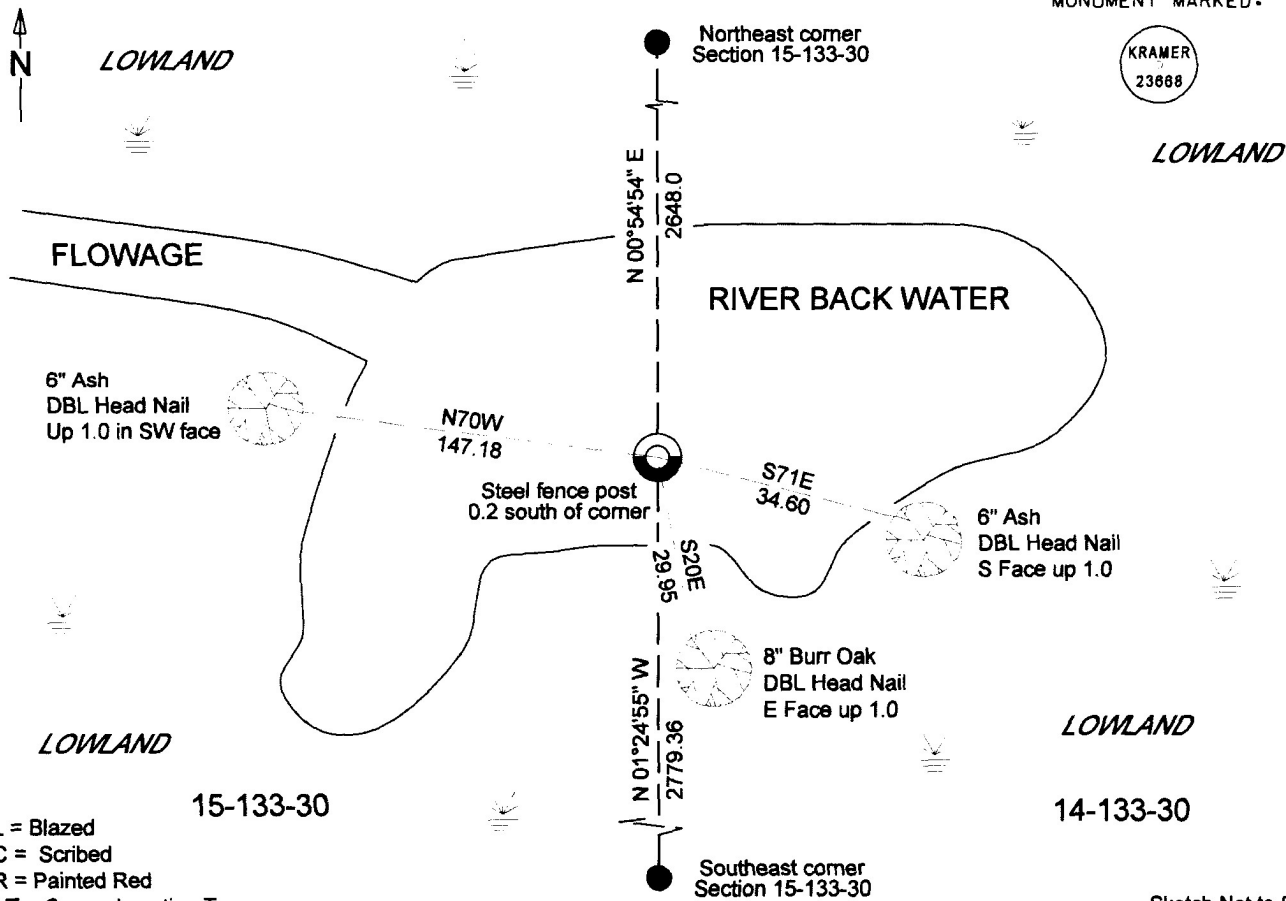 MONUMENT MARKED:
N
LOWLAND
Northeast corner
Section 15-133-30
KRAMER
23668
LOWLAND
N 00°54'54" E
2648.0
FLOWAGE
RIVER BACK WATER
6" Ash
DBL Head Nail
Up 1.0 in SW face
N70W
147.18
Steel fence post
0.2 south of corner
S71E
34.60
6" Ash
DBL Head Nail
S Face up 1.0
S20E
29.95
8" Burr Oak
DBL Head Nail
E Face up 1.0
N 01°24'55" W
2779.36
LOWLAND
LOWLAND
15-133-30
14-133-30
= Blazed
= Scribed
= Painted Red
Southeast corner
Section 15-133-30
Sketch Not to